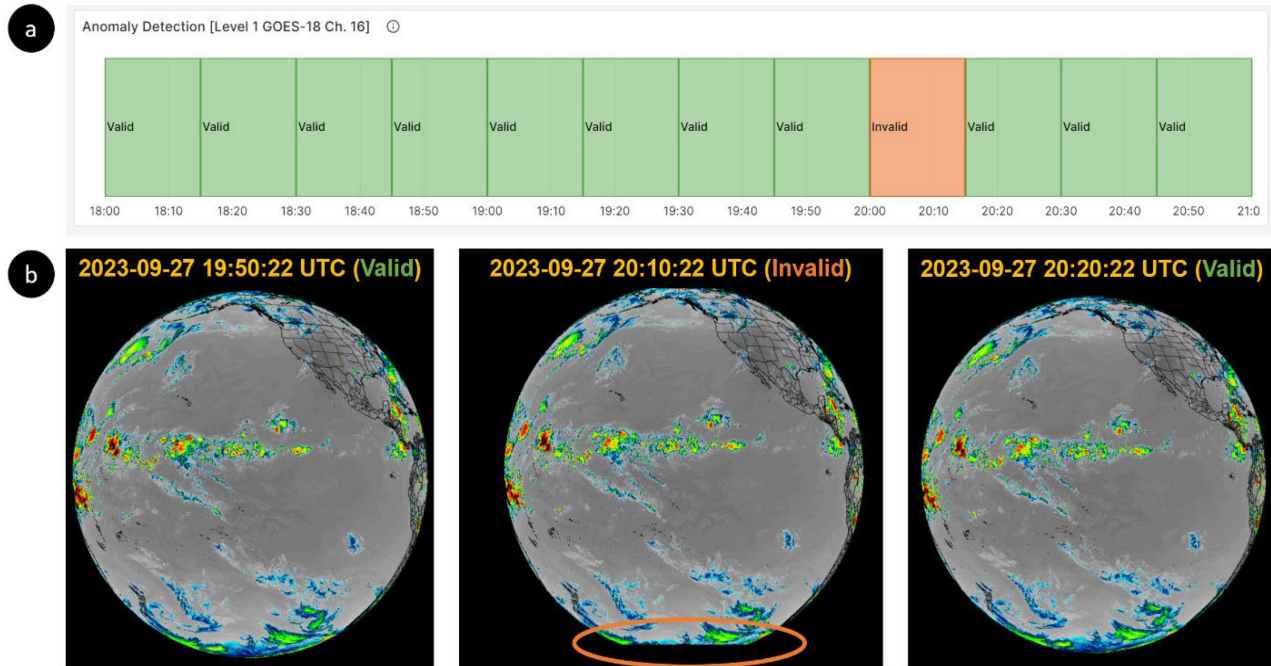 a
Anomaly Detection [Level 1 GOES-18 Ch. 16]
Valid Valid Valid Valid Valid Valid Valid Valid Invalid Valid Valid Valid
18:00 18:10 18:20 18:30 18:40 18:50 19:00 19:10 19:20 19:30 19:40 19:50 20:00 20:10 20:20 20:30 20:40 20:50 21:0
b
2023-09-27 19:50:22 UTC (Valid) 2023-09-27 20:10:22 UTC (Invalid) 2023-09-27 20:20:22 UTC (Valid)